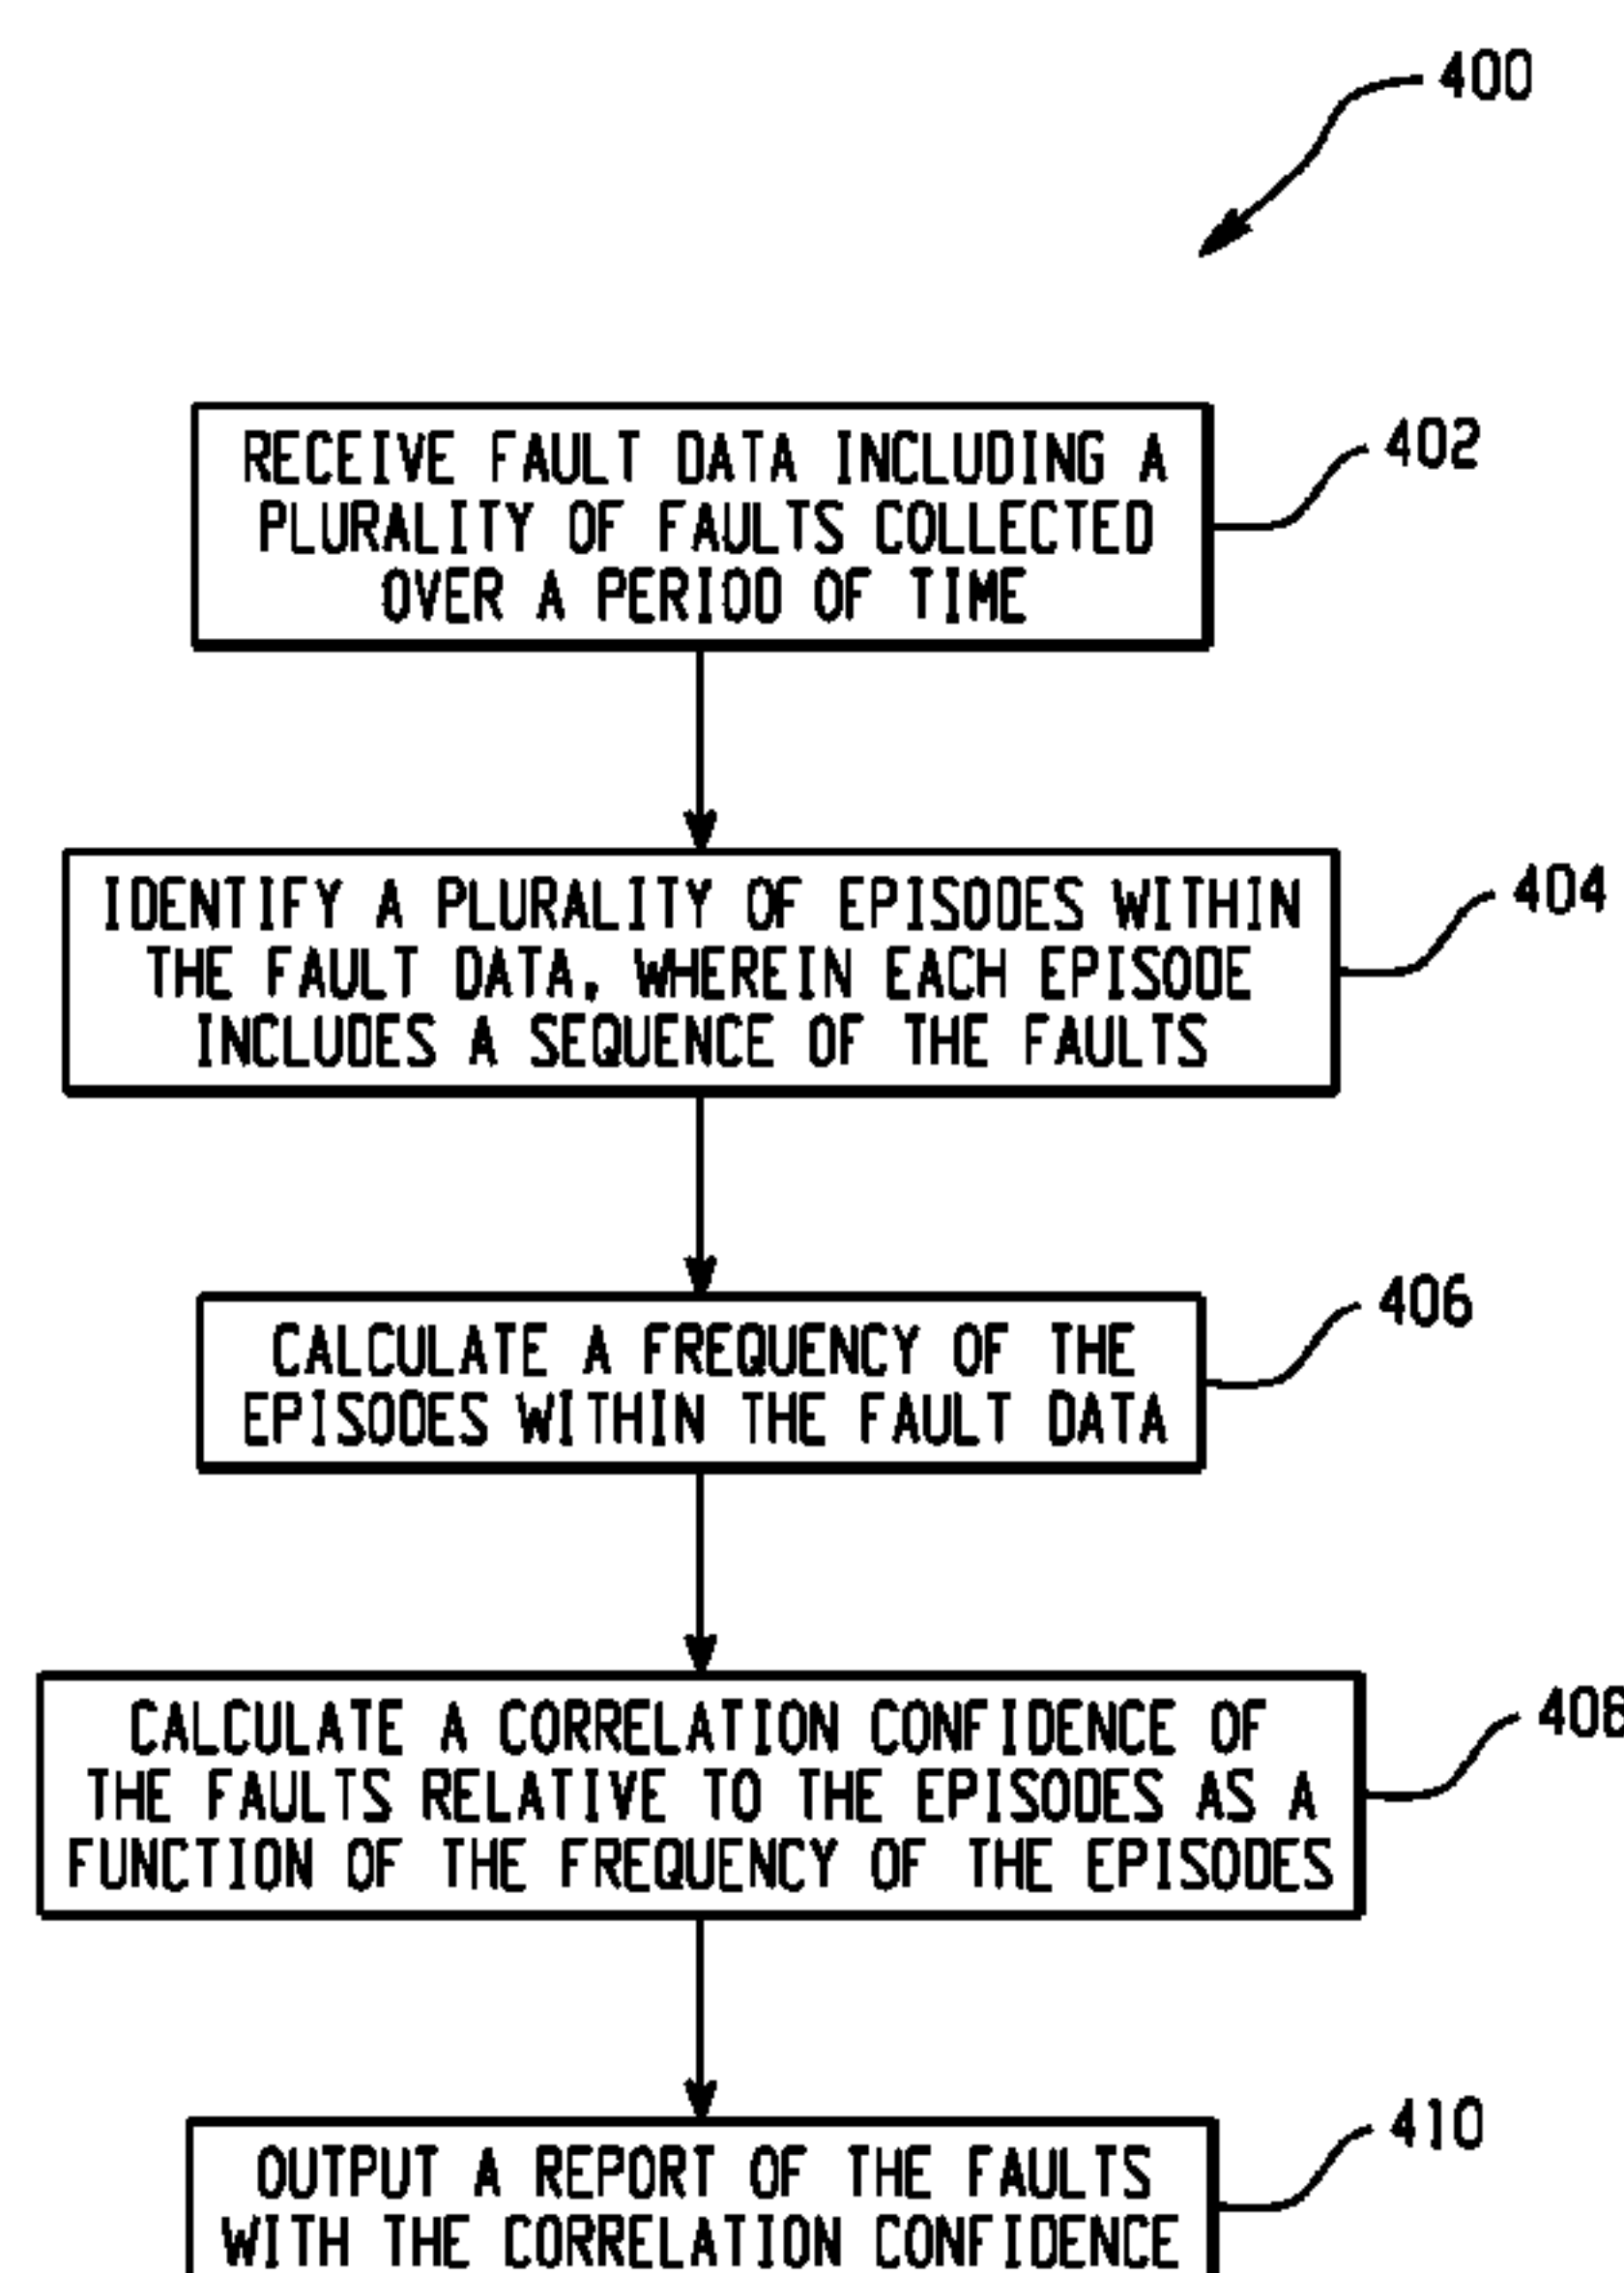 400
RECEIVE FAULT DATA INCLUDING A
PLURALITY OF FAULTS COLLECTED
OVER A PERIOD OF TIME
402
IDENTIFY A PLURALITY OF EPISODES WITHIN
THE FAULT DATA, WHEREIN EACH EPISODE
INCLUDES A SEQUENCE OF THE FAULTS
404
CALCULATE A FREQUENCY OF THE
EPISODES WITHIN THE FAULT DATA
406
CALCULATE A CORRELATION CONFIDENCE OF
THE FAULTS RELATIVE TO THE EPISODES AS A
FUNCTION OF THE FREQUENCY OF THE EPISODES
408
OUTPUT A REPORT OF THE FAULTS
WITH THE CORRELATION CONFIDENCE
410